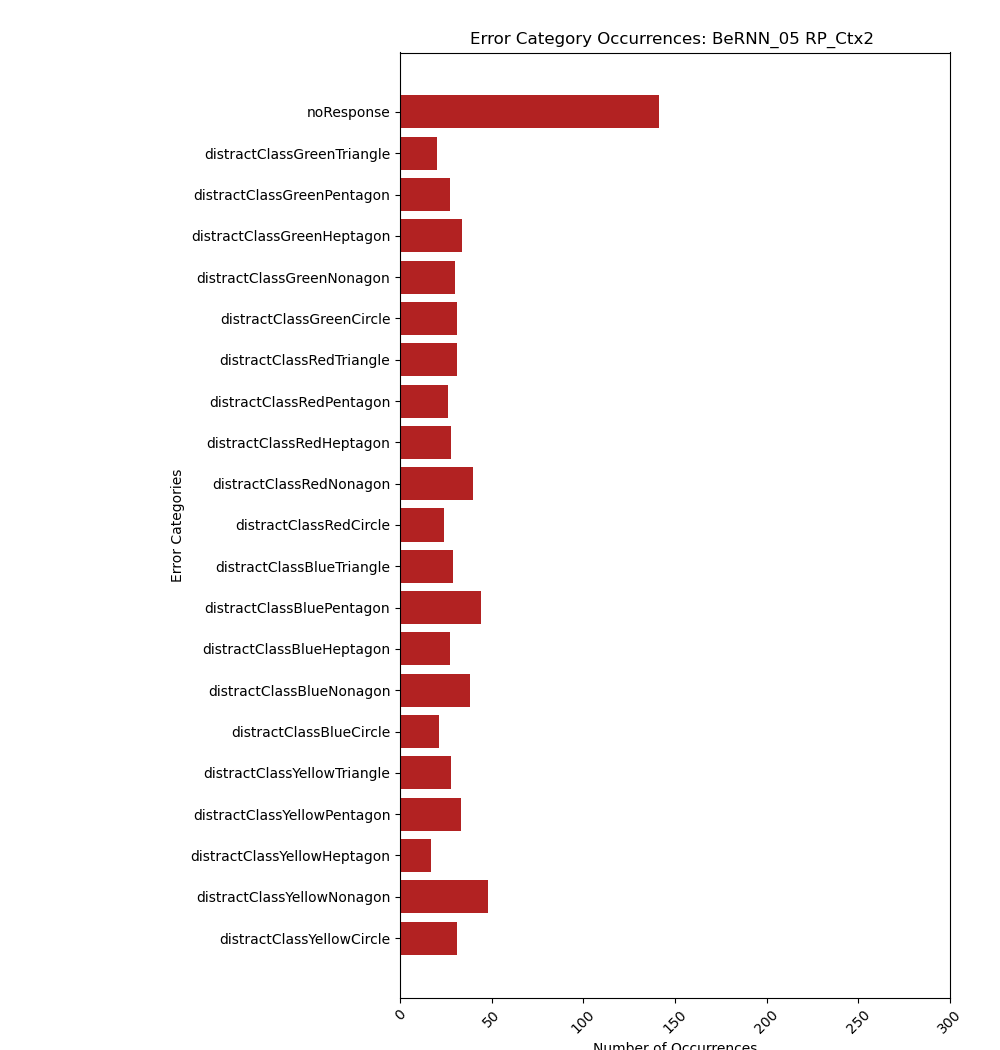 Error Category Occurrences: BeRNN_05 RP_Ctx2
noResponse
distractClassGreenTriangle
distractClassGreenPentagon
distractClassGreenHeptagon
distractClassGreenNonagon
distractClassGreenCircle
distractClassRedTriangle
distractClassRedPentagon
distractClassRedHeptagon
distractClassRedNonagon
distractClassRedCircle
distractClassBlueTriangle
distractClassBluePentagon
distractClassBlueHeptagon
distractClassBlueNonagon
distractClassBlueCircle
distractClassYellowTriangle
distractClassYellowPentagon
distractClassYellowHeptagon
distractClassYellowNonagon
distractClassYellowCircle
Error Categories
0 50 100 150 200 250 300
Number of Occurrences